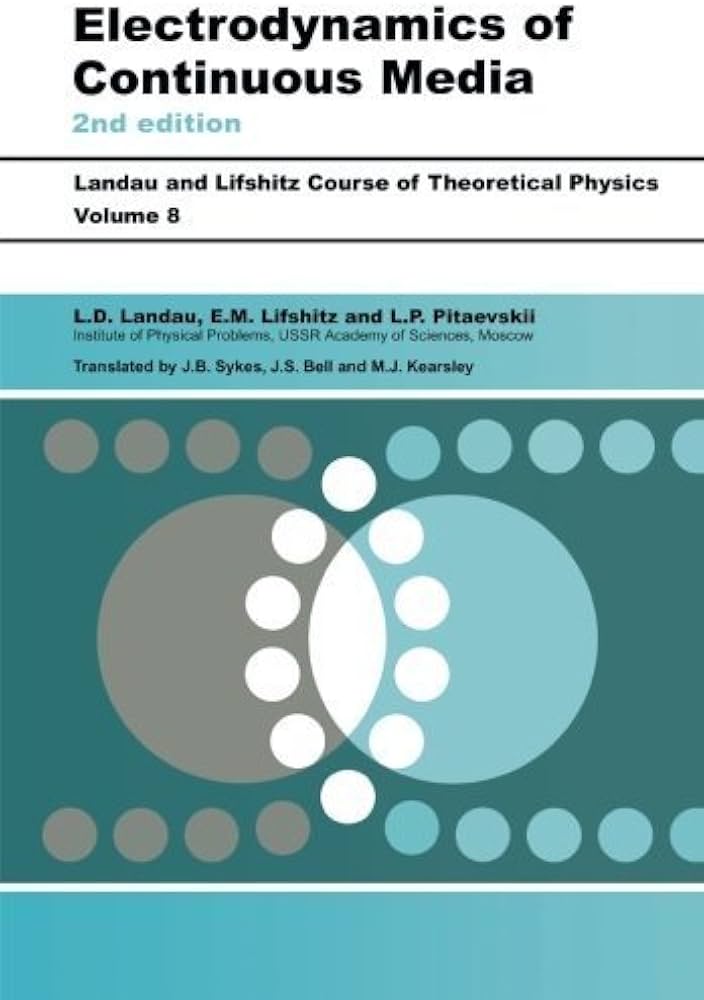 Electrodynamics of
Continuous Media
2nd edition
Landau and Lifshitz Course of Theoretical Physics
Volume 8
L.D. Landau, E.M. Lifshitz and L.P. Pitaevskii
Institute of Physical Problems, USSR Academy of Sciences, Moscow
Translated by J.B. Sykes, J.S. Bell and M.J. Kearsley